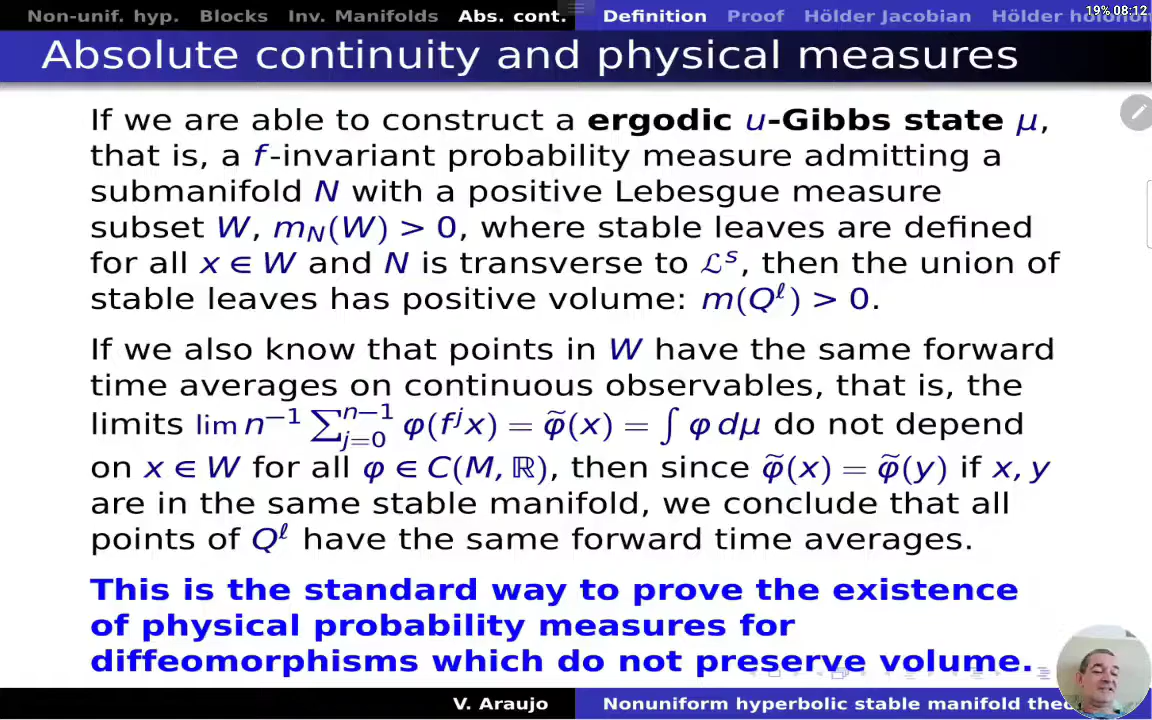 Non-unif. hyp. Blocks Inv. Manifolds Abs. cont. Definition Proof Hölder Jacobian Hölder
19% 08:12
Absolute continuity and physical measures
If we are able to construct a ergodic u-Gibbs state μ,
that is, a f-invariant probability measure admitting a
submanifold N with a positive Lebesgue measure
subset W, m_N(W) > 0, where stable leaves are defined
for all x ∈ W and N is transverse to ℒ^s, then the union of
stable leaves has positive volume: m(Q^ℓ) > 0.
If we also know that points in W have the same forward
time averages on continuous observables, that is, the
limits lim n^{−1} ∑_{j=0}^{n−1} φ(f^j x) = φ̃(x) = ∫ φ dμ do not depend
on x ∈ W for all φ ∈ C(M, ℝ), then since φ̃(x) = φ̃(y) if x, y
are in the same stable manifold, we conclude that all
points of Q^ℓ have the same forward time averages.
This is the standard way to prove the existence
of physical probability measures for
diffeomorphisms which do not preserve volume.
V. Araujo Nonuniform hyperbolic stable manifold